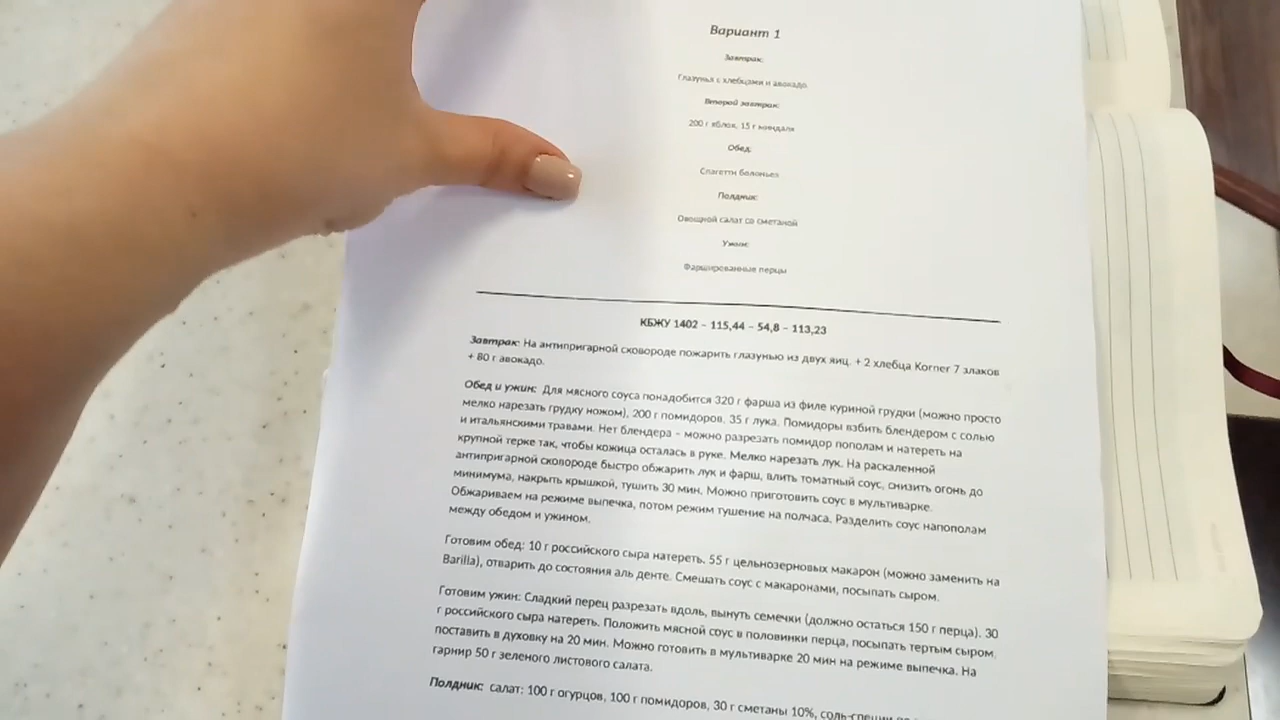 Вариант 1
Завтрак:
Глазунья с хлебцами и авокадо
Второй завтрак:
200 г яблок, 15 г миндаля
Обед:
Спагетти болоньез
Полдник:
Овощной салат со сметаной
Ужин:
Фаршированные перцы
КБЖУ 1402 – 115,44 – 54,8 – 113,23
Завтрак: На антипригарной сковороде пожарить глазунью из двух яиц. + 2 хлебца Korner 7 злаков
+ 80 г авокадо.
Обед и ужин: Для мясного соуса понадобится 320 г фарша из филе куриной грудки (можно просто
мелко нарезать грудку ножом), 200 г помидоров, 35 г лука. Помидоры взбить блендером с солью
и итальянскими травами. Нет блендера – можно разрезать помидор пополам и натереть на
крупной терке так, чтобы кожица осталась в руке. Мелко нарезать лук. На раскаленной
антипригарной сковороде быстро обжарить лук и фарш, влить томатный соус, снизить огонь до
минимума, накрыть крышкой, тушить 30 мин. Можно приготовить соус в мультиварке.
Обжариваем на режиме выпечка, потом режим тушение на полчаса. Разделить соус напополам
между обедом и ужином.
Готовим обед: 10 г российского сыра натереть. 55 г цельнозерновых макарон (можно заменить на
Barilla), отварить до состояния аль денте. Смешать соус с макаронами, посыпать сыром.
Готовим ужин: Сладкий перец разрезать вдоль, вынуть семечки (должно остаться 150 г перца). 30
г российского сыра натереть. Положить мясной соус в половинки перца, посыпать тертым сыром,
поставить в духовку на 20 мин. Можно готовить в мультиварке 20 мин на режиме выпечка. На
гарнир 50 г зеленого листового салата.
Полдник: салат: 100 г огурцов, 100 г помидоров, 30 г сметаны 10%, соль-специи